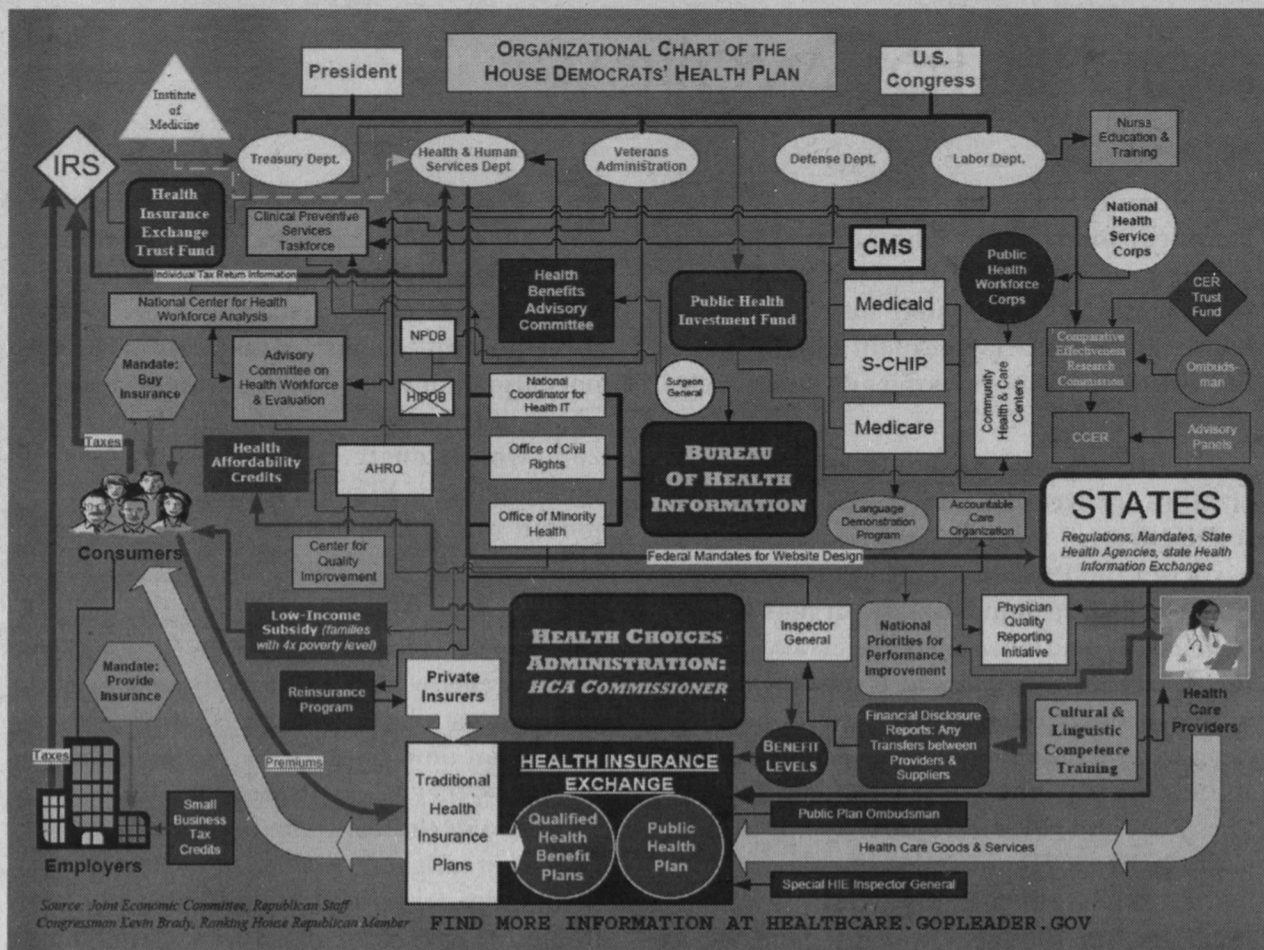 ORGANIZATIONAL CHART OF THE
HOUSE DEMOCRATS' HEALTH PLAN
President
U.S.
Congress
Institute
of
Medicine
IRS
Treasury Dept.
Health & Human
Services Dept
Veterans
Administration
Defense Dept.
Labor Dept.
Nurse
Education &
Training
Health
Insurance
Exchange
Trust Fund
Clinical Preventive
Services
Taskforce
National
Health
Service
Corps
CMS
Public
Health
Workforce
Corps
CER
Trust
Fund
Individual Tax Return Information
Health
Benefits
Advisory
Committee
Public Health
Investment Fund
Medicaid
National Center for Health
Workforce Analysis
NPDB
Comparative
Effectiveness
Research
Commission
Ombuds-
man
Mandate:
Buy
Insurance
Advisory
Committee on
Health Workforce
& Evaluation
HIPDB
National
Coordinator for
Health IT
Surgeon
General
S-CHIP
Community
Health & Care
Centers
Medicare
CCER
Advisory
Panels
Taxes
Health
Affordability
Credits
AHRQ
Office of Civil
Rights
BUREAU
OF HEALTH
INFORMATION
Office of Minority
Health
Language
Demonstration
Program
Accountable
Care
Organization
STATES
Regulations, Mandates, State
Health Agencies, state Health
Information Exchanges
Consumers
Center for
Quality
Improvement
Federal Mandates for Website Design
Low-Income
Subsidy (families
with 4x poverty level)
HEALTH CHOICES
ADMINISTRATION:
HCA COMMISSIONER
Inspector
General
National
Priorities for
Performance
Improvement
Physician
Quality
Reporting
Initiative
Mandate:
Provide
Insurance
Reinsurance
Program
Private
Insurers
Health
Care
Providers
Financial Disclosure
Reports: Any
Transfers between
Providers &
Suppliers
Cultural &
Linguistic
Competence
Training
Taxes
Premiums
Traditional
Health
Insurance
Plans
HEALTH INSURANCE
EXCHANGE
BENEFIT
LEVELS
Qualified
Health
Benefit
Plans
Public
Health
Plan
Small
Business
Tax
Credits
Public Plan Ombudsman
Health Care Goods & Services
Employers
Special HIE Inspector General
Source: Joint Economic Committee, Republican Staff
Congressman Kevin Brady, Ranking House Republican Member
FIND MORE INFORMATION AT HEALTHCARE.GOPLEADER.GOV